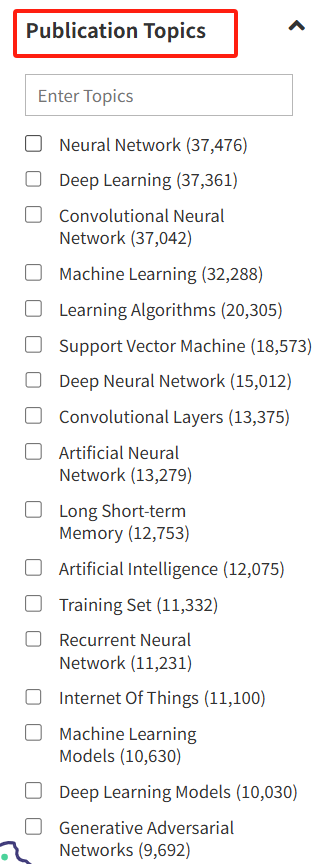 Publication Topics
Enter Topics
Neural Network (37,476)
Deep Learning (37,361)
Convolutional Neural
Network (37,042)
Machine Learning (32,288)
Learning Algorithms (20,305)
Support Vector Machine (18,573)
Deep Neural Network (15,012)
Convolutional Layers (13,375)
Artificial Neural
Network (13,279)
Long Short-term
Memory (12,753)
Artificial Intelligence (12,075)
Training Set (11,332)
Recurrent Neural
Network (11,231)
Internet Of Things (11,100)
Machine Learning
Models (10,630)
Deep Learning Models (10,030)
Generative Adversarial
Networks (9,692)